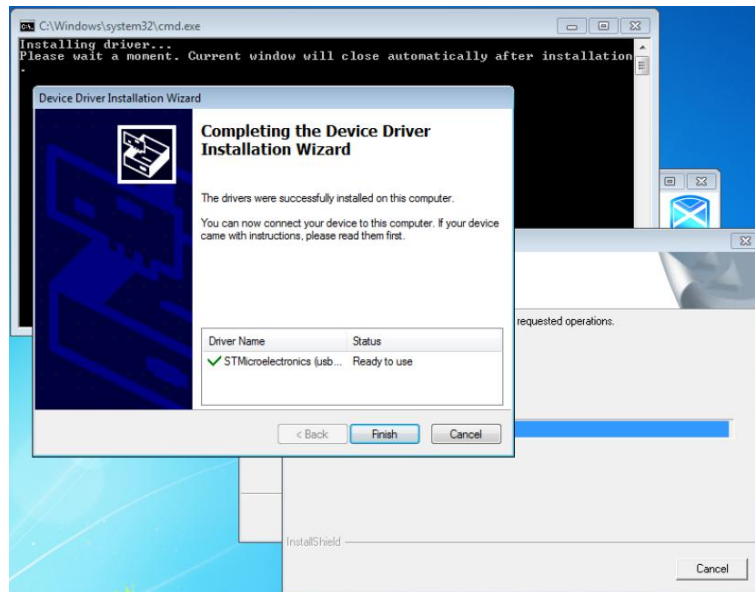 C:\Windows\system32\cmd.exe
Installing driver...
Please wait a moment. Current window will close automatically after installation
.
Device Driver Installation Wizard
Completing the Device Driver
Installation Wizard
The drivers were successfully installed on this computer.
You can now connect your device to this computer. If your device
came with instructions, please read them first.
requested operations.
Driver Name Status
STMicroelectronics (usb... Ready to use
< Back Finish Cancel
InstallShield
Cancel